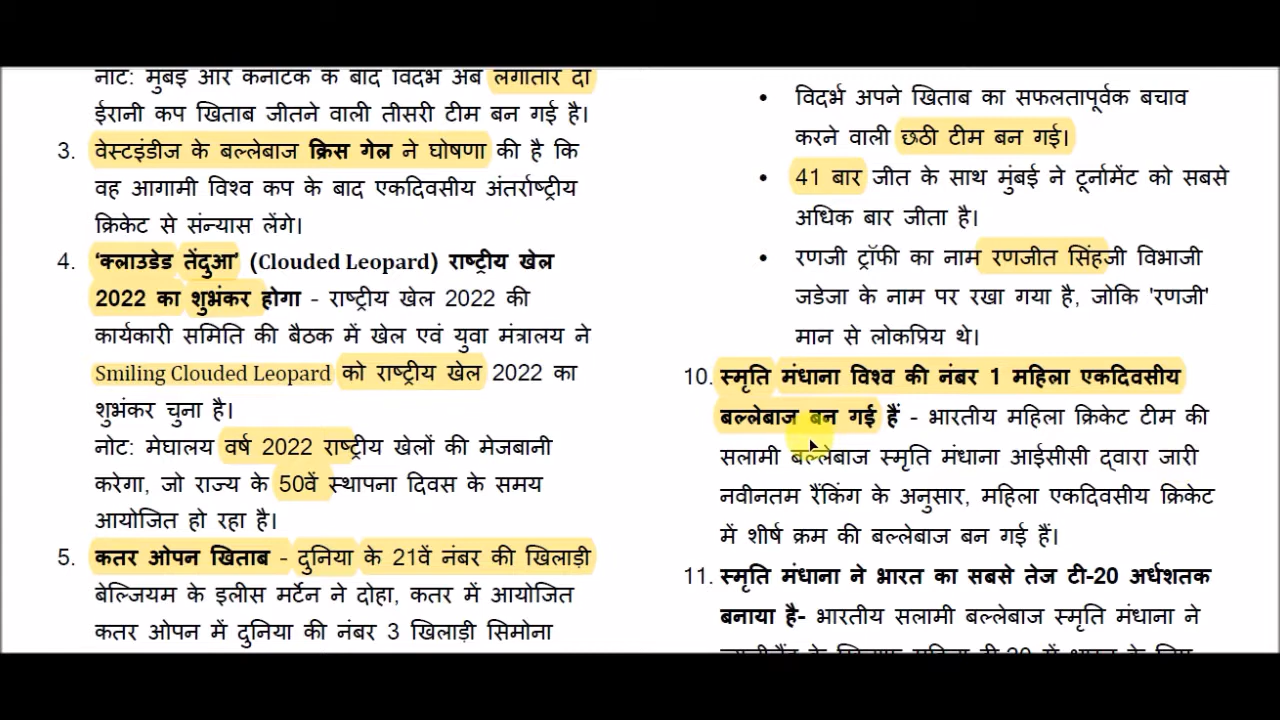 नोट: मुंबई और कर्नाटक के बाद विदर्भ अब लगातार दो
ईरानी कप खिताब जीतने वाली तीसरी टीम बन गई है।
3. वेस्टइंडीज के बल्लेबाज क्रिस गेल ने घोषणा की है कि
वह आगामी विश्व कप के बाद एकदिवसीय अंतर्राष्ट्रीय
क्रिकेट से संन्यास लेंगे।
4. ‘क्लाउडेड तेंदुआ’ (Clouded Leopard) राष्ट्रीय खेल
2022 का शुभंकर होगा - राष्ट्रीय खेल 2022 की
कार्यकारी समिति की बैठक में खेल एवं युवा मंत्रालय ने
Smiling Clouded Leopard को राष्ट्रीय खेल 2022 का
शुभंकर चुना है।
नोट: मेघालय वर्ष 2022 राष्ट्रीय खेलों की मेजबानी
करेगा, जो राज्य के 50वें स्थापना दिवस के समय
आयोजित हो रहा है।
5. कतर ओपन खिताब - दुनिया के 21वें नंबर की खिलाड़ी
बेल्जियम के इलीस मर्टेन ने दोहा, कतर में आयोजित
कतर ओपन में दुनिया की नंबर 3 खिलाड़ी सिमोना
• विदर्भ अपने खिताब का सफलतापूर्वक बचाव
करने वाली छठी टीम बन गई।
• 41 बार जीत के साथ मुंबई ने टूर्नामेंट को सबसे
अधिक बार जीता है।
• रणजी ट्रॉफी का नाम रणजीत सिंहजी विभाजी
जडेजा के नाम पर रखा गया है, जोकि 'रणजी'
मान से लोकप्रिय थे।
10. स्मृति मंधाना विश्व की नंबर 1 महिला एकदिवसीय
बल्लेबाज बन गई हैं - भारतीय महिला क्रिकेट टीम की
सलामी बल्लेबाज स्मृति मंधाना आईसीसी द्वारा जारी
नवीनतम रैंकिंग के अनुसार, महिला एकदिवसीय क्रिकेट
में शीर्ष क्रम की बल्लेबाज बन गई हैं।
11. स्मृति मंधाना ने भारत का सबसे तेज टी-20 अर्धशतक
बनाया है- भारतीय सलामी बल्लेबाज स्मृति मंधाना ने